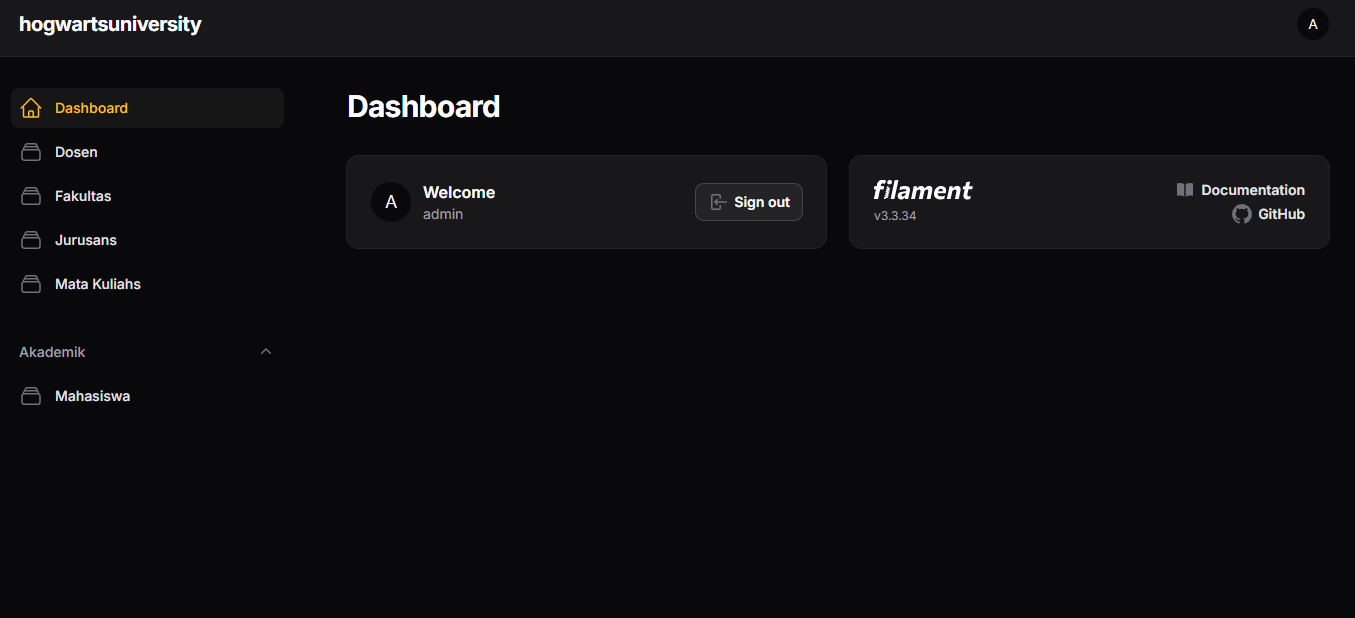 hogwartsuniversity
A
Dashboard
Dosen
Fakultas
Jurusans
Mata Kuliahs
Akademik
Mahasiswa
Dashboard
A
Welcome
admin
Sign out
filament
v3.3.34
Documentation
GitHub